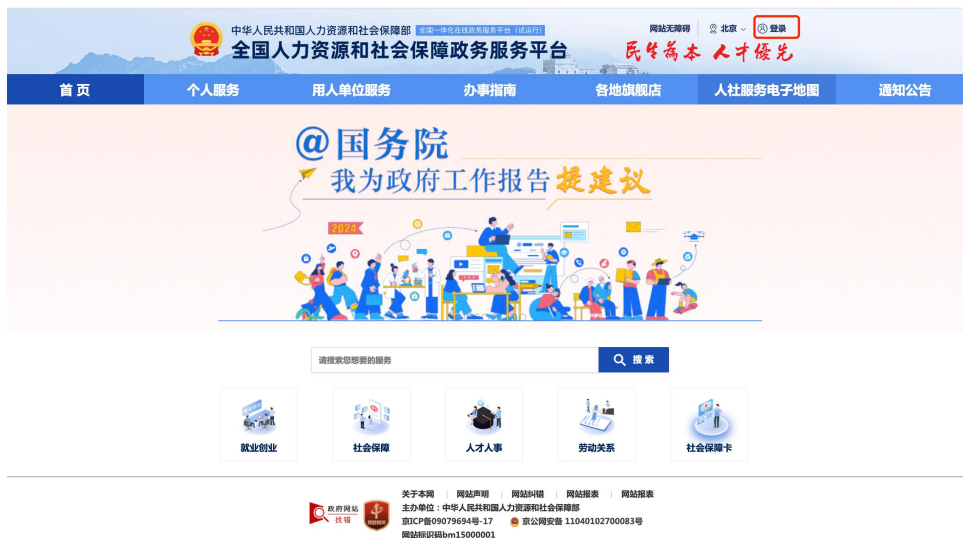 中华人民共和国人力资源和社会保障部 全国一体化在线政务服务平台（试运行）
全国人力资源和社会保障政务服务平台
网站无障碍 北京 登录
民生為本 人才優先
首页 个人服务 用人单位服务 办事指南 各地旗舰店 人社服务电子地图 通知公告
@国务院
我为政府工作报告提建议
2024
请搜索您想要的服务 搜索
就业创业 社会保障 人才人事 劳动关系 社会保障卡
关于本网 网站声明 网站纠错 网站报表 网站报表
政府网站 找错
主办单位：中华人民共和国人力资源和社会保障部
京ICP备09079694号-17 京公网安备 11040102700083号
网站标识码bm15000001